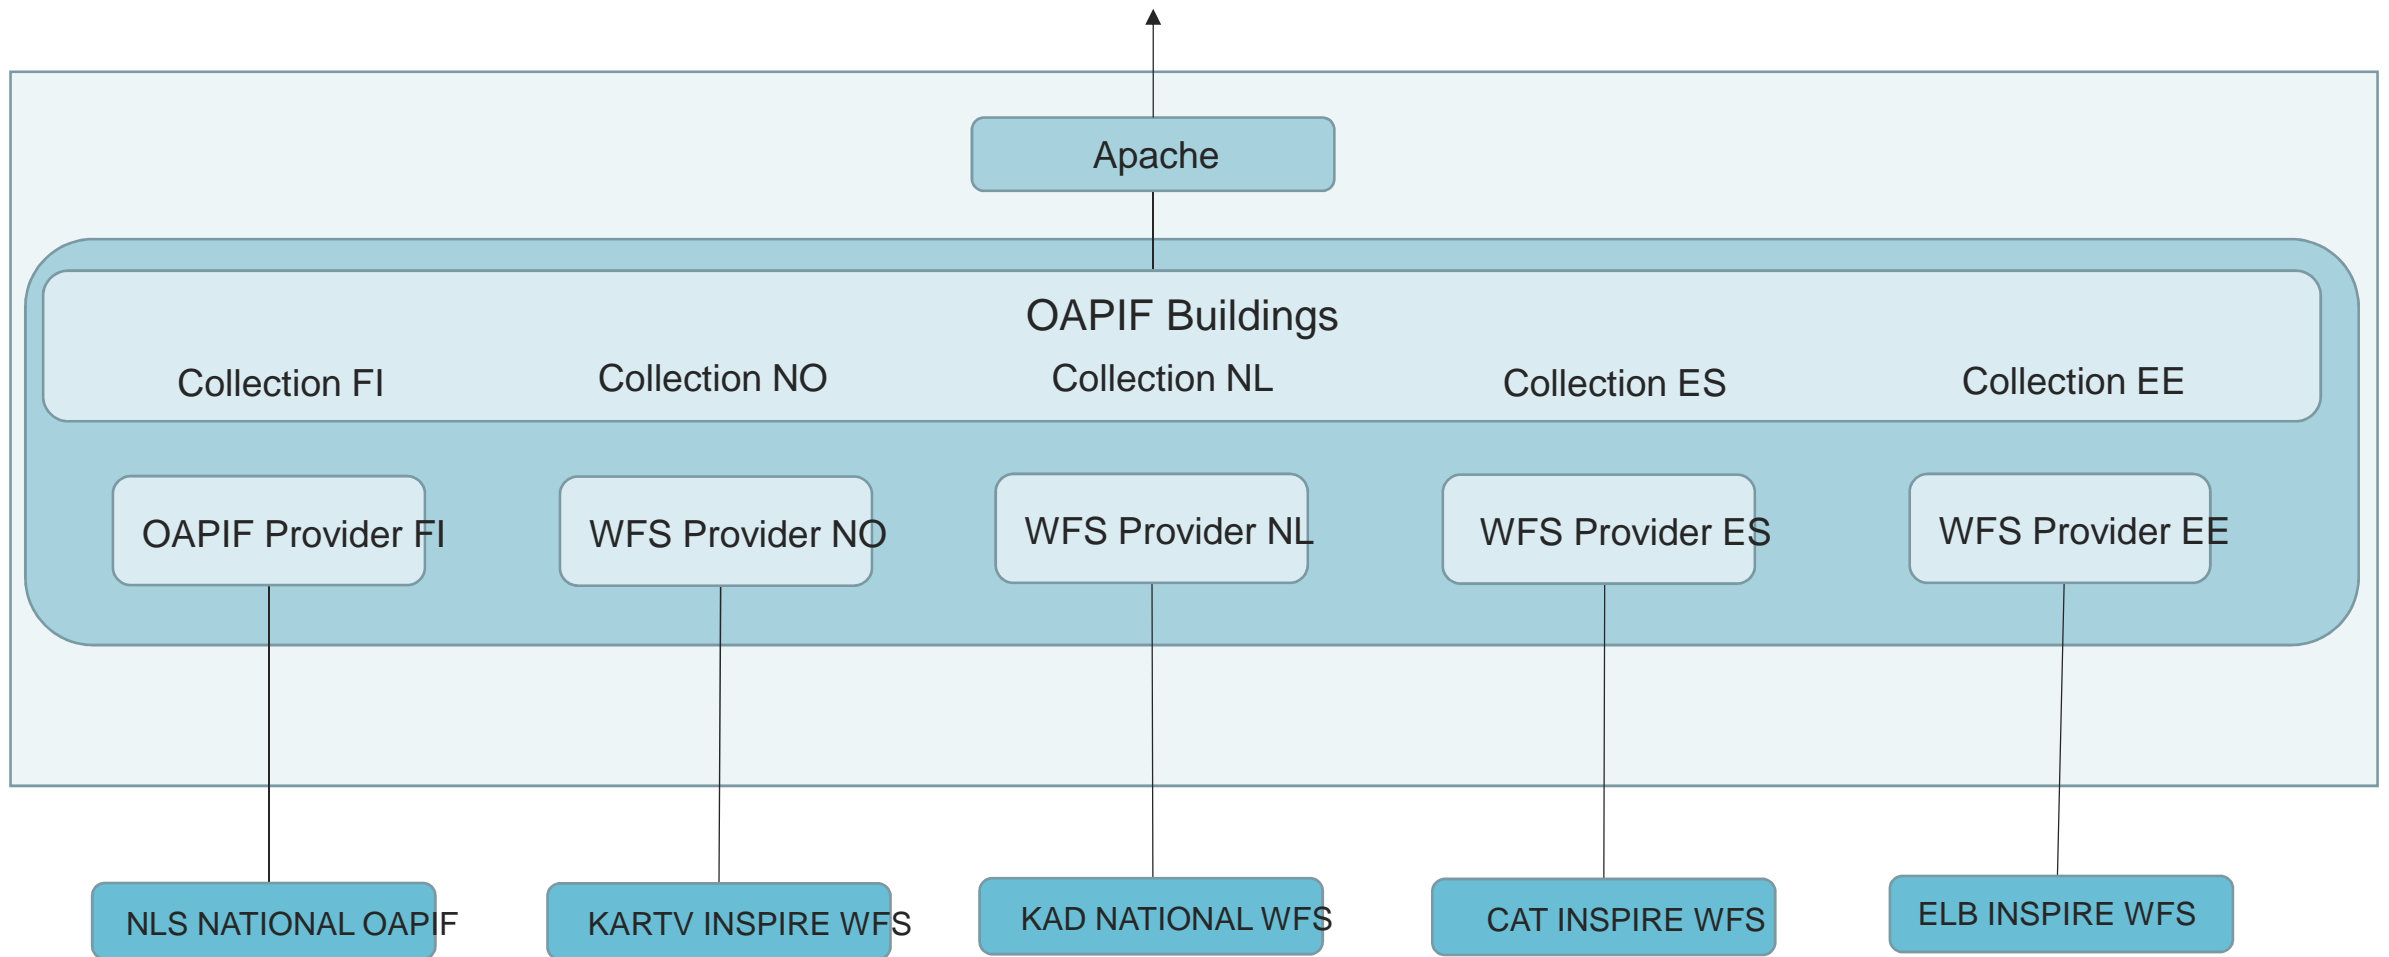 Apache
OAPIF Buildings
Collection FI
Collection NO
Collection NL
Collection ES
Collection EE
OAPIF Provider FI
WFS Provider NO
WFS Provider NL
WFS Provider ES
WFS Provider EE
NLS NATIONAL OAPIF
KARTV INSPIRE WFS
KAD NATIONAL WFS
CAT INSPIRE WFS
ELB INSPIRE WFS